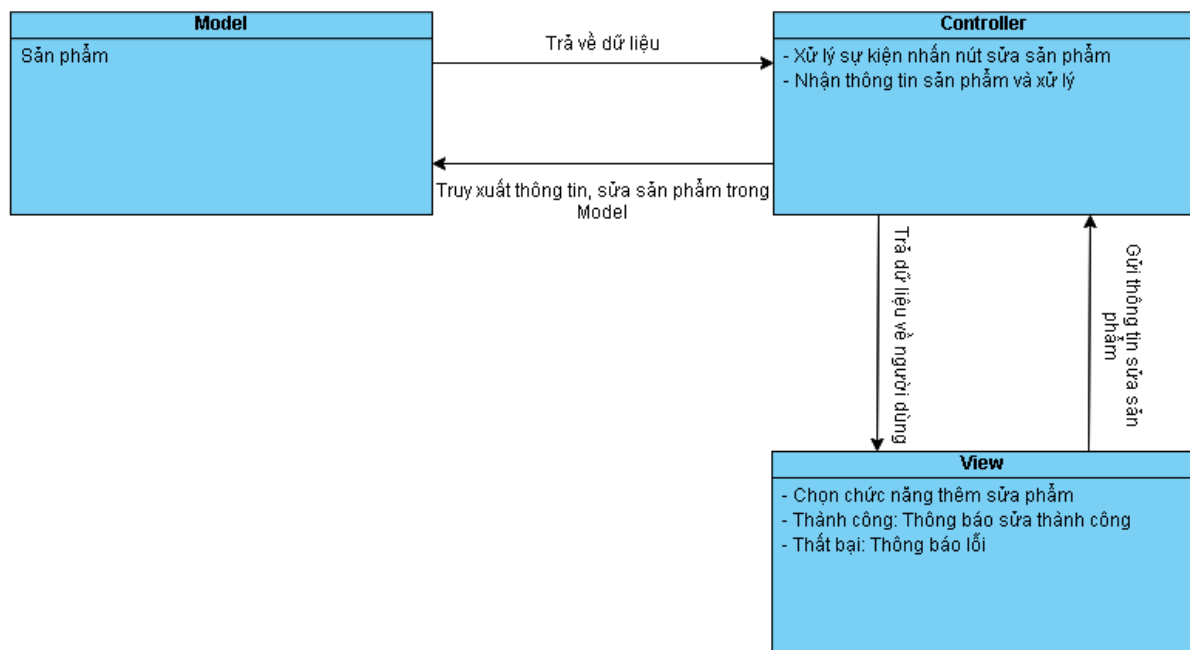 Model
Sản phẩm
Trả về dữ liệu
Controller
- Xử lý sự kiện nhấn nút sửa sản phẩm
- Nhận thông tin sản phẩm và xử lý
Truy xuất thông tin, sửa sản phẩm trong
Model
Trả dữ liệu về người dùng
Gửi thông tin sửa sản
phẩm
View
- Chọn chức năng thêm sửa phẩm
- Thành công: Thông báo sửa thành công
- Thất bại: Thông báo lỗi